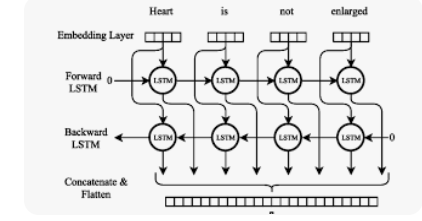 Heart is not enlarged
Embedding Layer
Forward
LSTM
0
LSTM LSTM LSTM LSTM
Backward
LSTM
LSTM LSTM LSTM LSTM
0
Concatenate &
Flatten